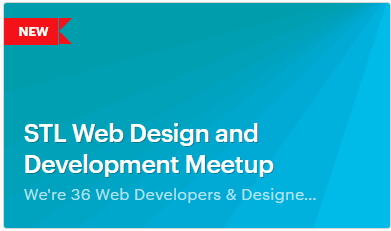 NEW
STL Web Design and
Development Meetup
We're 36 Web Developers & Designe...